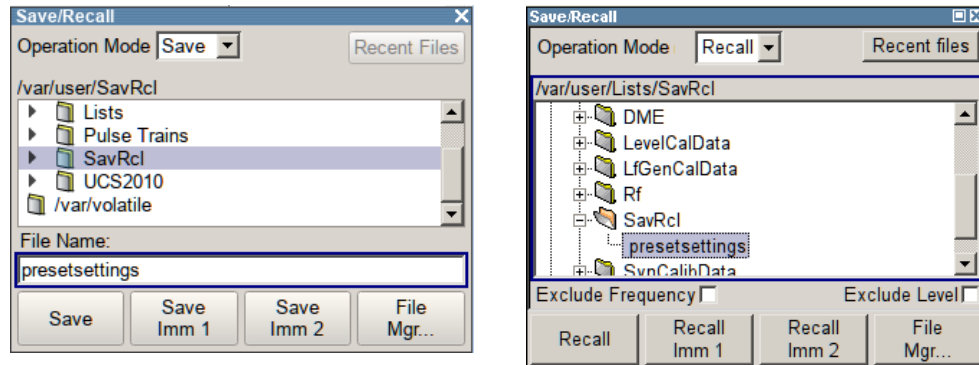 Save/Recall
Operation Mode Save Recent Files
/var/user/SavRcl
Lists
Pulse Trains
SavRcl
UCS2010
/var/volatile
File Name:
presetsettings
Save
Save Imm 1
Save Imm 2
File Mgr...
Save/Recall
Operation Mode Recall Recent files
/var/user/Lists/SavRcl
DME
LevelCalData
LfGenCalData
Rf
SavRcl
presetsettings
SynCalibData
Exclude Frequency Exclude Level
Recall
Recall Imm 1
Recall Imm 2
File Mgr...